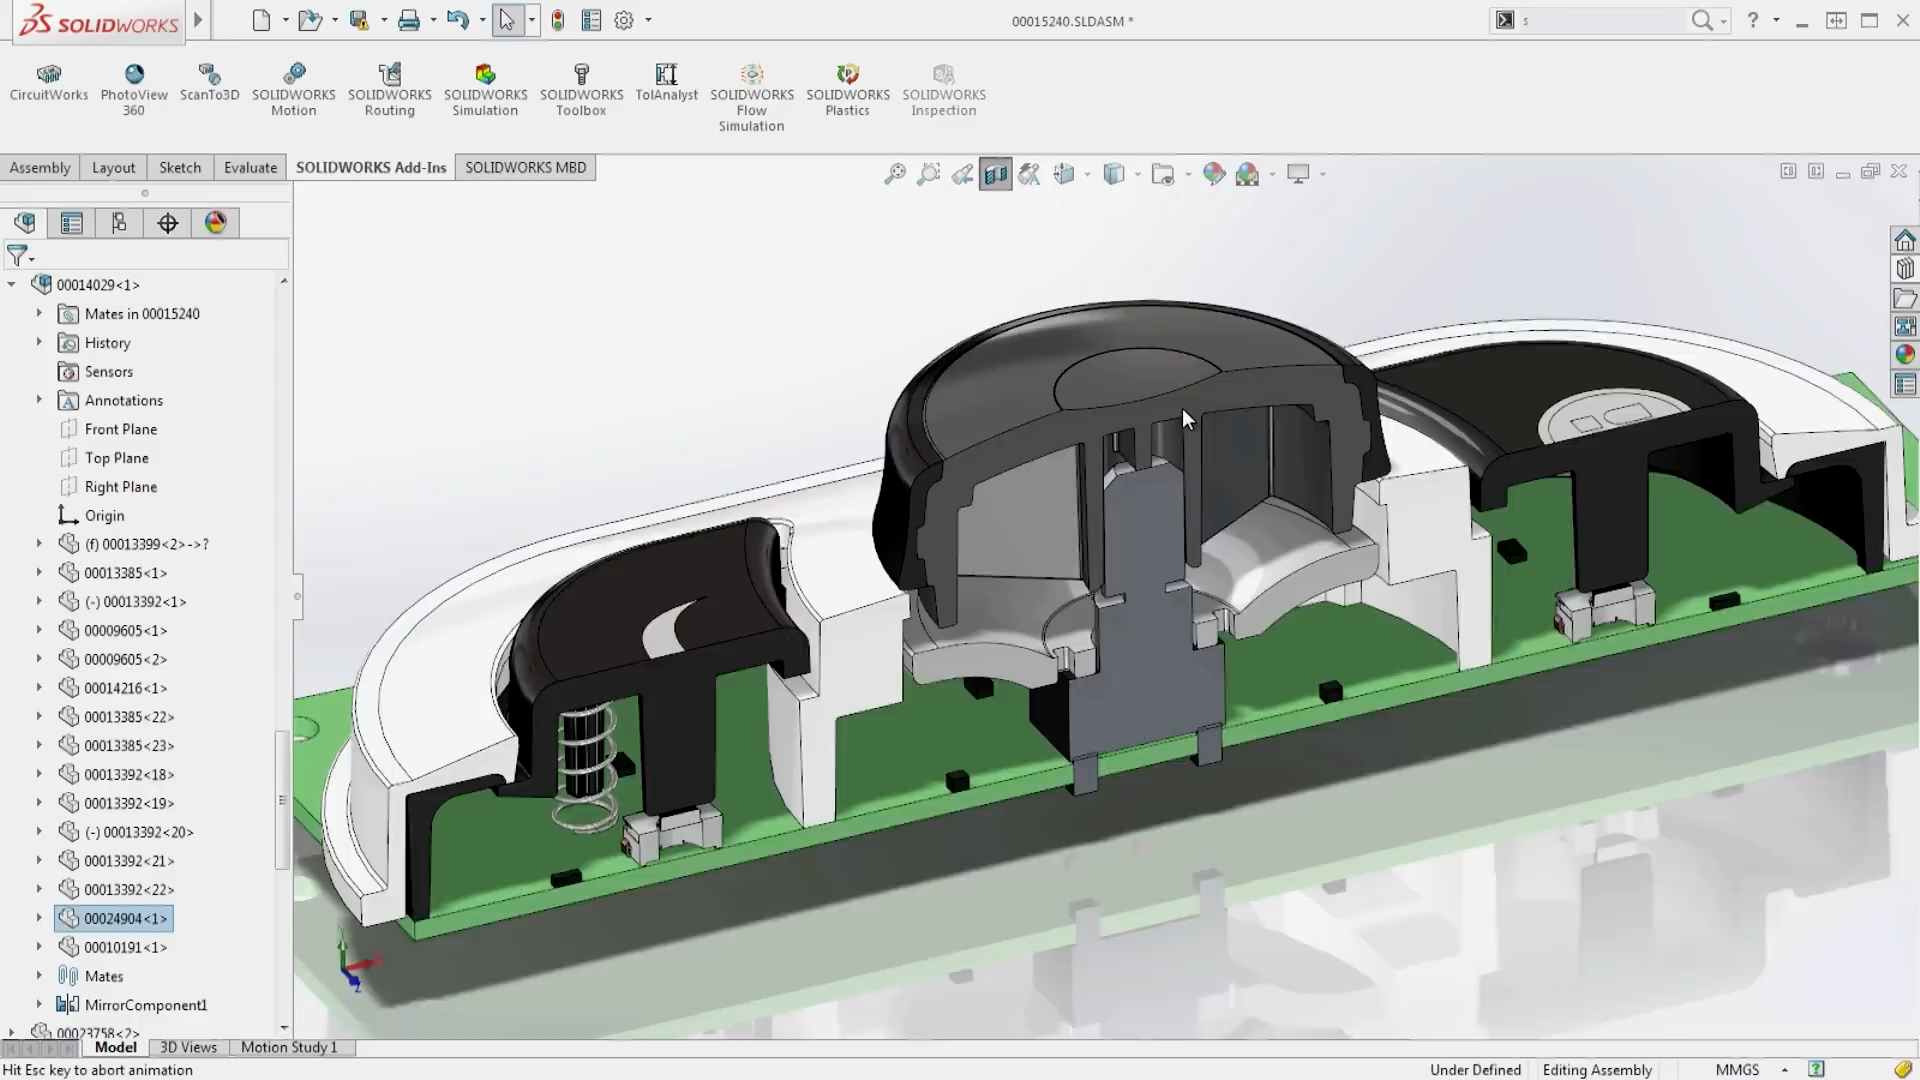 SOLIDWORKS
00015240.SLDASM *
s
?
CircuitWorks
PhotoView
360
ScanTo3D
SOLIDWORKS
Motion
SOLIDWORKS
Routing
SOLIDWORKS
Simulation
SOLIDWORKS
Toolbox
TolAnalyst
SOLIDWORKS
Flow
Simulation
SOLIDWORKS
Plastics
SOLIDWORKS
Inspection
Assembly
Layout
Sketch
Evaluate
SOLIDWORKS Add-Ins
SOLIDWORKS MBD
00014029<1>
Mates in 00015240
History
Sensors
Annotations
Front Plane
Top Plane
Right Plane
Origin
(f) 00013399<2>->?
00013385<1>
(-) 00013392<1>
00009605<1>
00009605<2>
00014216<1>
00013385<22>
00013385<23>
00013392<18>
00013392<19>
(-) 00013392<20>
00013392<21>
00013392<22>
00024904<1>
00010191<1>
Mates
MirrorComponent1
00023758<2>
Model
3D Views
Motion Study 1
Hit Esc key to abort animation
Under Defined
Editing Assembly
MMGS
?